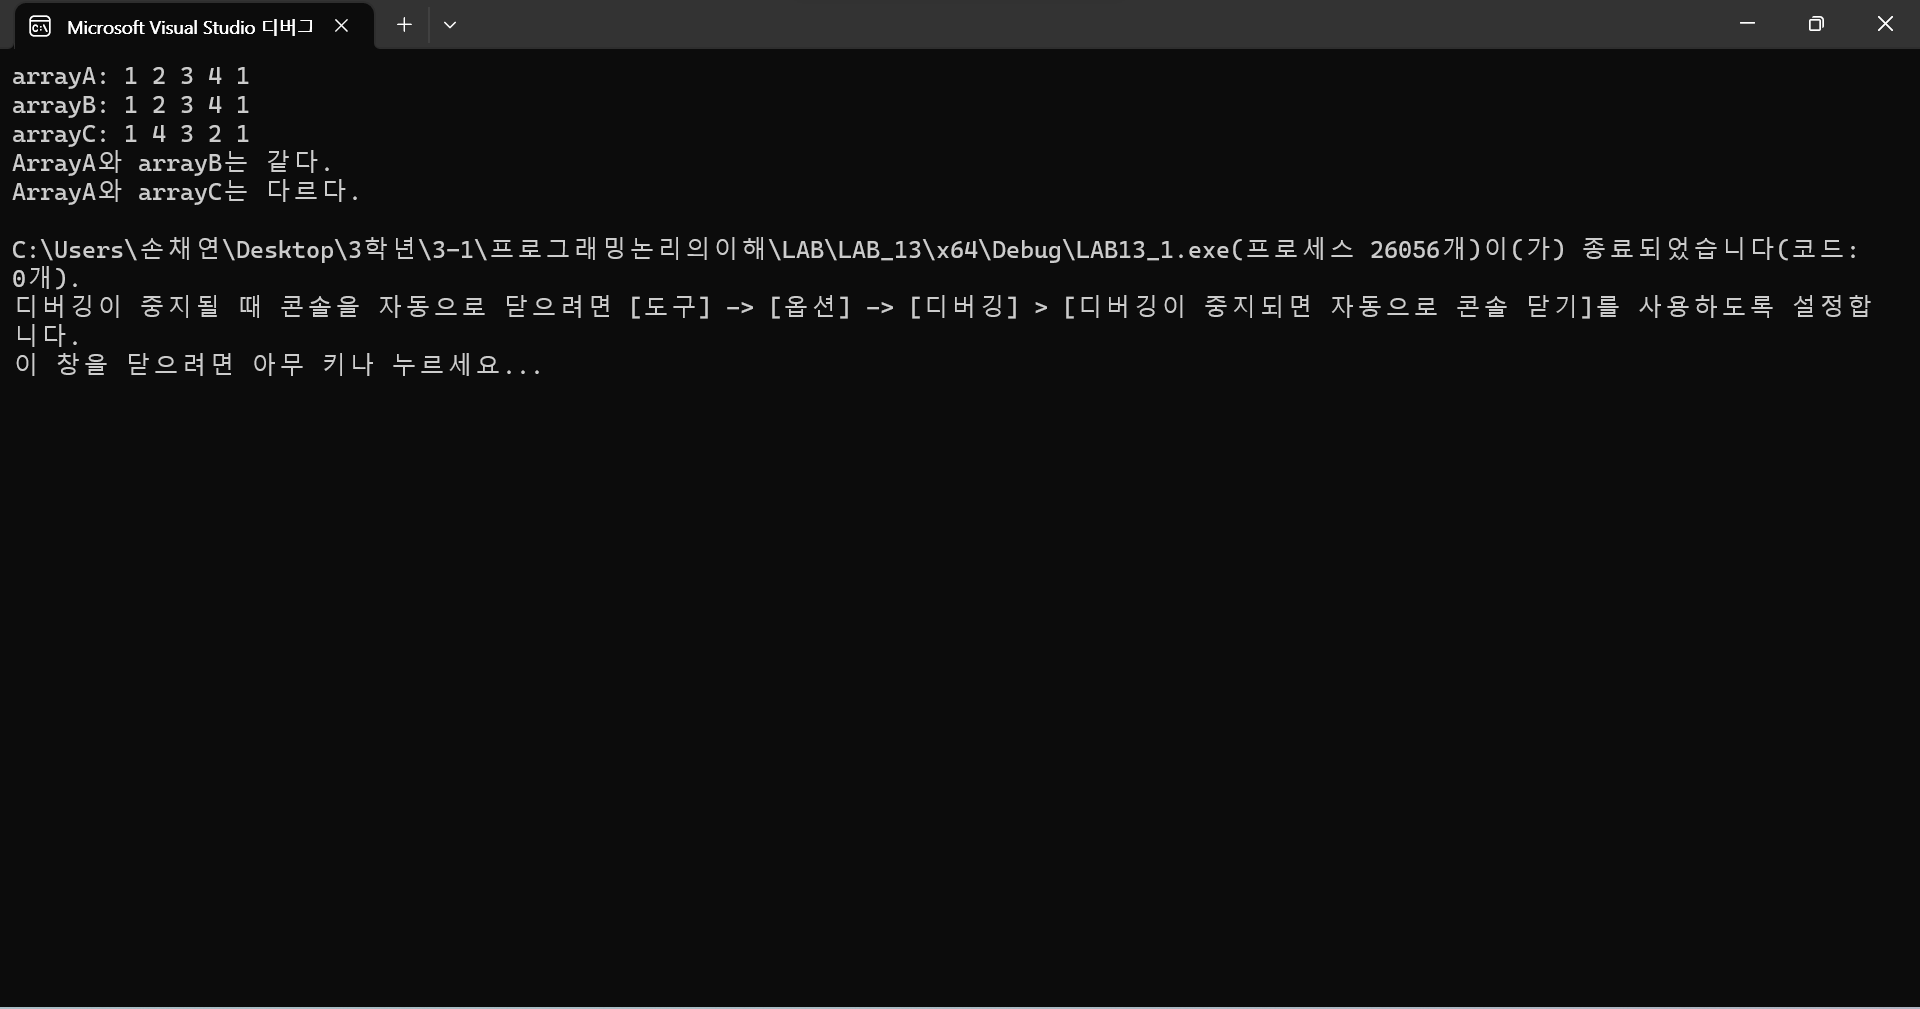 Microsoft Visual Studio 디버그
arrayA: 1 2 3 4 1
arrayB: 1 2 3 4 1
arrayC: 1 4 3 2 1
ArrayA와 arrayB는 같다.
ArrayA와 arrayC는 다르다.
C:\Users\손채연\Desktop\3학년\3-1\프로그래밍논리의이해\LAB\LAB_13\x64\Debug\LAB13_1.exe(프로세스 26056개)이(가) 종료되었습니다(코드:
0개).
디버깅이 중지될 때 콘솔을 자동으로 닫으려면 [도구] -> [옵션] -> [디버깅] > [디버깅이 중지되면 자동으로 콘솔 닫기]를 사용하도록 설정합
니다.
이 창을 닫으려면 아무 키나 누르세요...